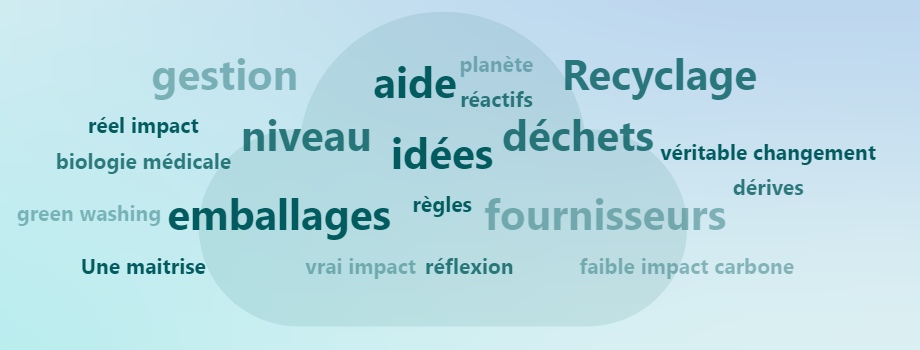 gestion aide planète Recyclage
réactifs
réel impact niveau idées déchets véritable changement
biologie médicale
dérives
green washing emballages règles fournisseurs
Une maitrise vrai impact réflexion faible impact carbone